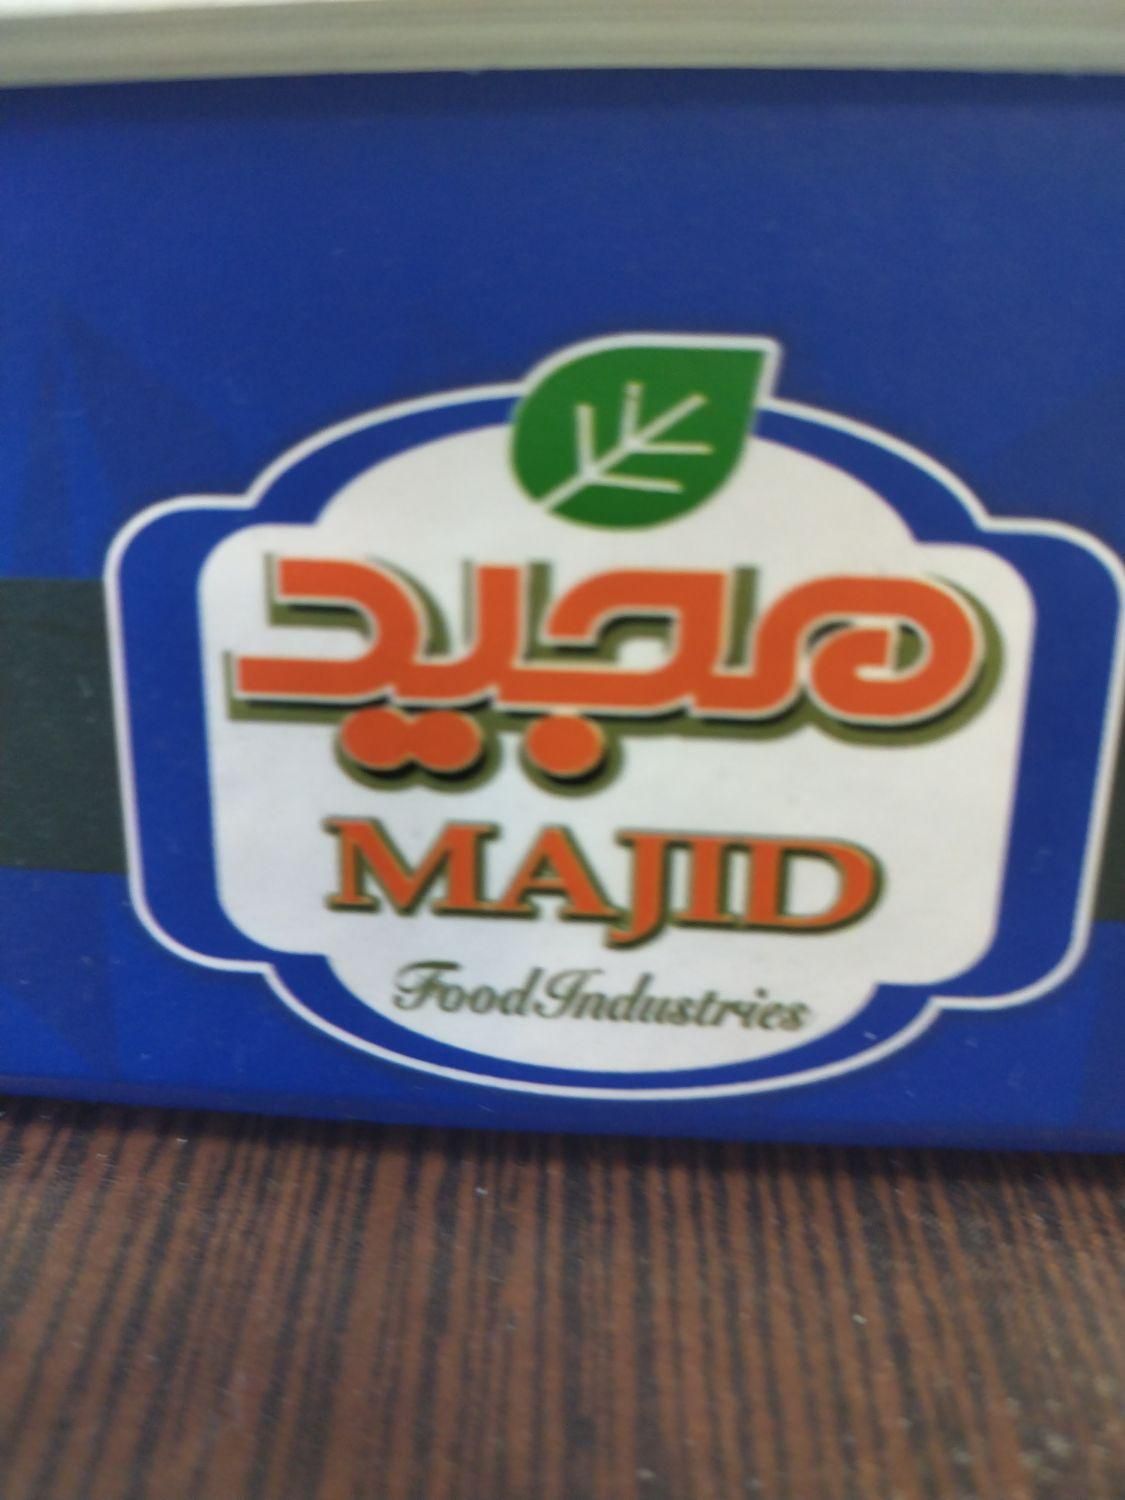 مجید
MAJID
Food Industries